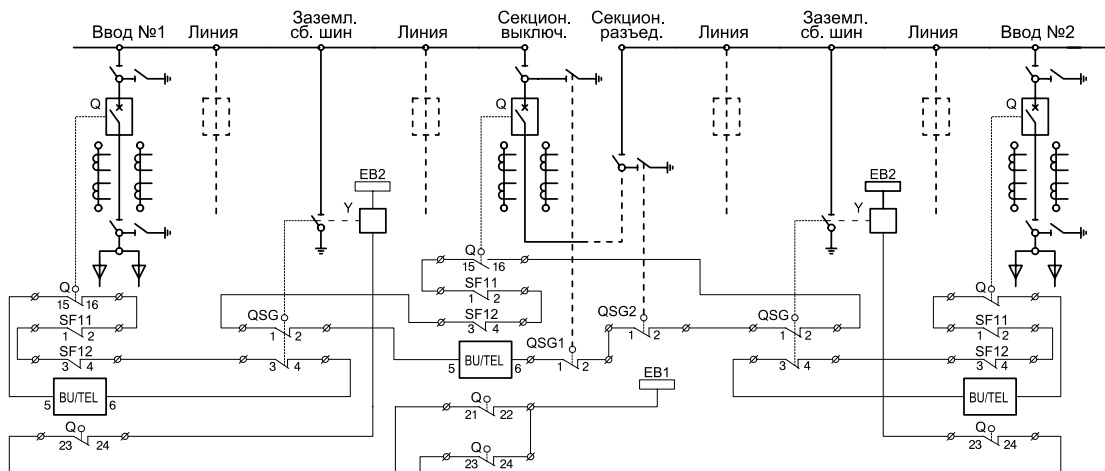 Ввод №1
Линия
Заземл.
сб. шин
Линия
Секцион.
выключ.
Секцион.
разъед.
Линия
Заземл.
сб. шин
Линия
Ввод №2
Q
Q
Q
EB2
Y
EB2
Y
Q
15 16
SF11
1 2
SF12
3 4
BU/TEL
5 6
Q
23 24
QSG
1 2
3 4
Q
15 16
SF11
1 2
SF12
3 4
BU/TEL
5 6
QSG1
1 2
QSG2
1 2
EB1
Q
21 22
Q
23 24
QSG
1 2
3 4
Q
SF11
1 2
SF12
3 4
BU/TEL
Q
23 24